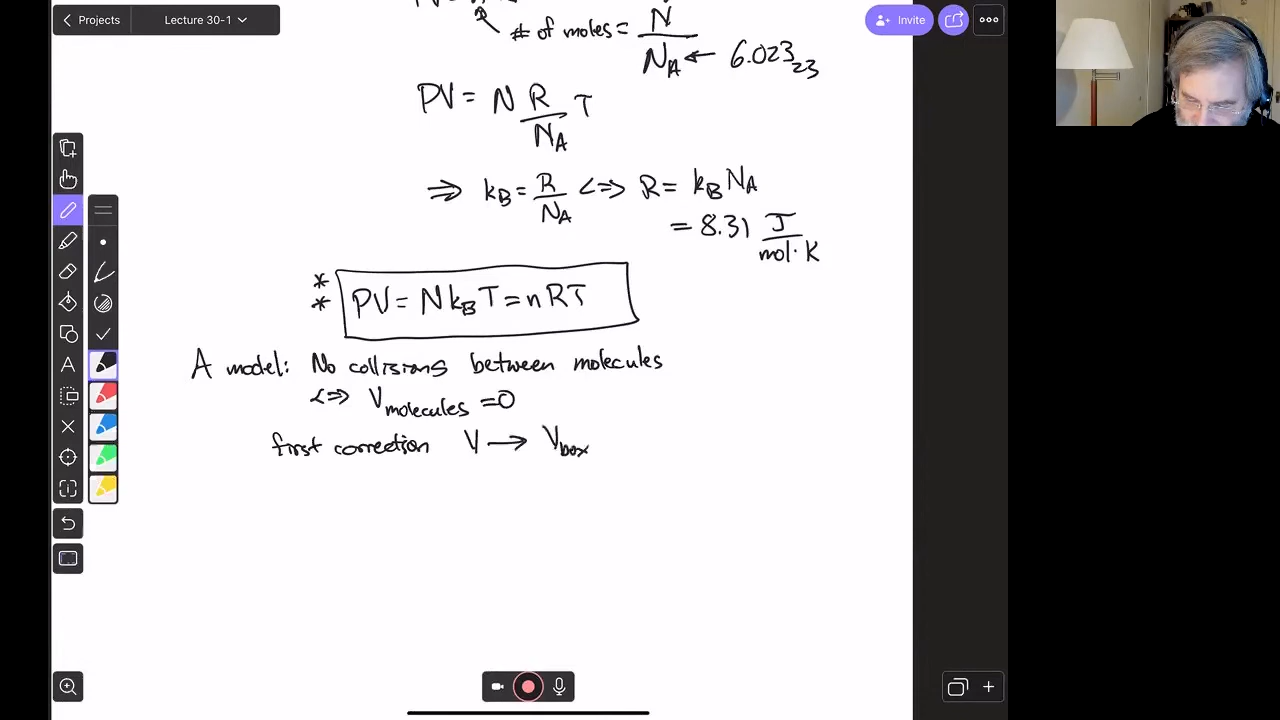 Projects
Lecture 30-1
Invite
# of moles = N / N_A ← 6.023_23
PV = N R / N_A T
⇒ k_B = R / N_A <=> R = k_B N_A
= 8.31 J / mol·K
* * PV = N k_B T = nRT
A model: No collisions between molecules
<=> V_molecules = 0
first correction V → V_box
A